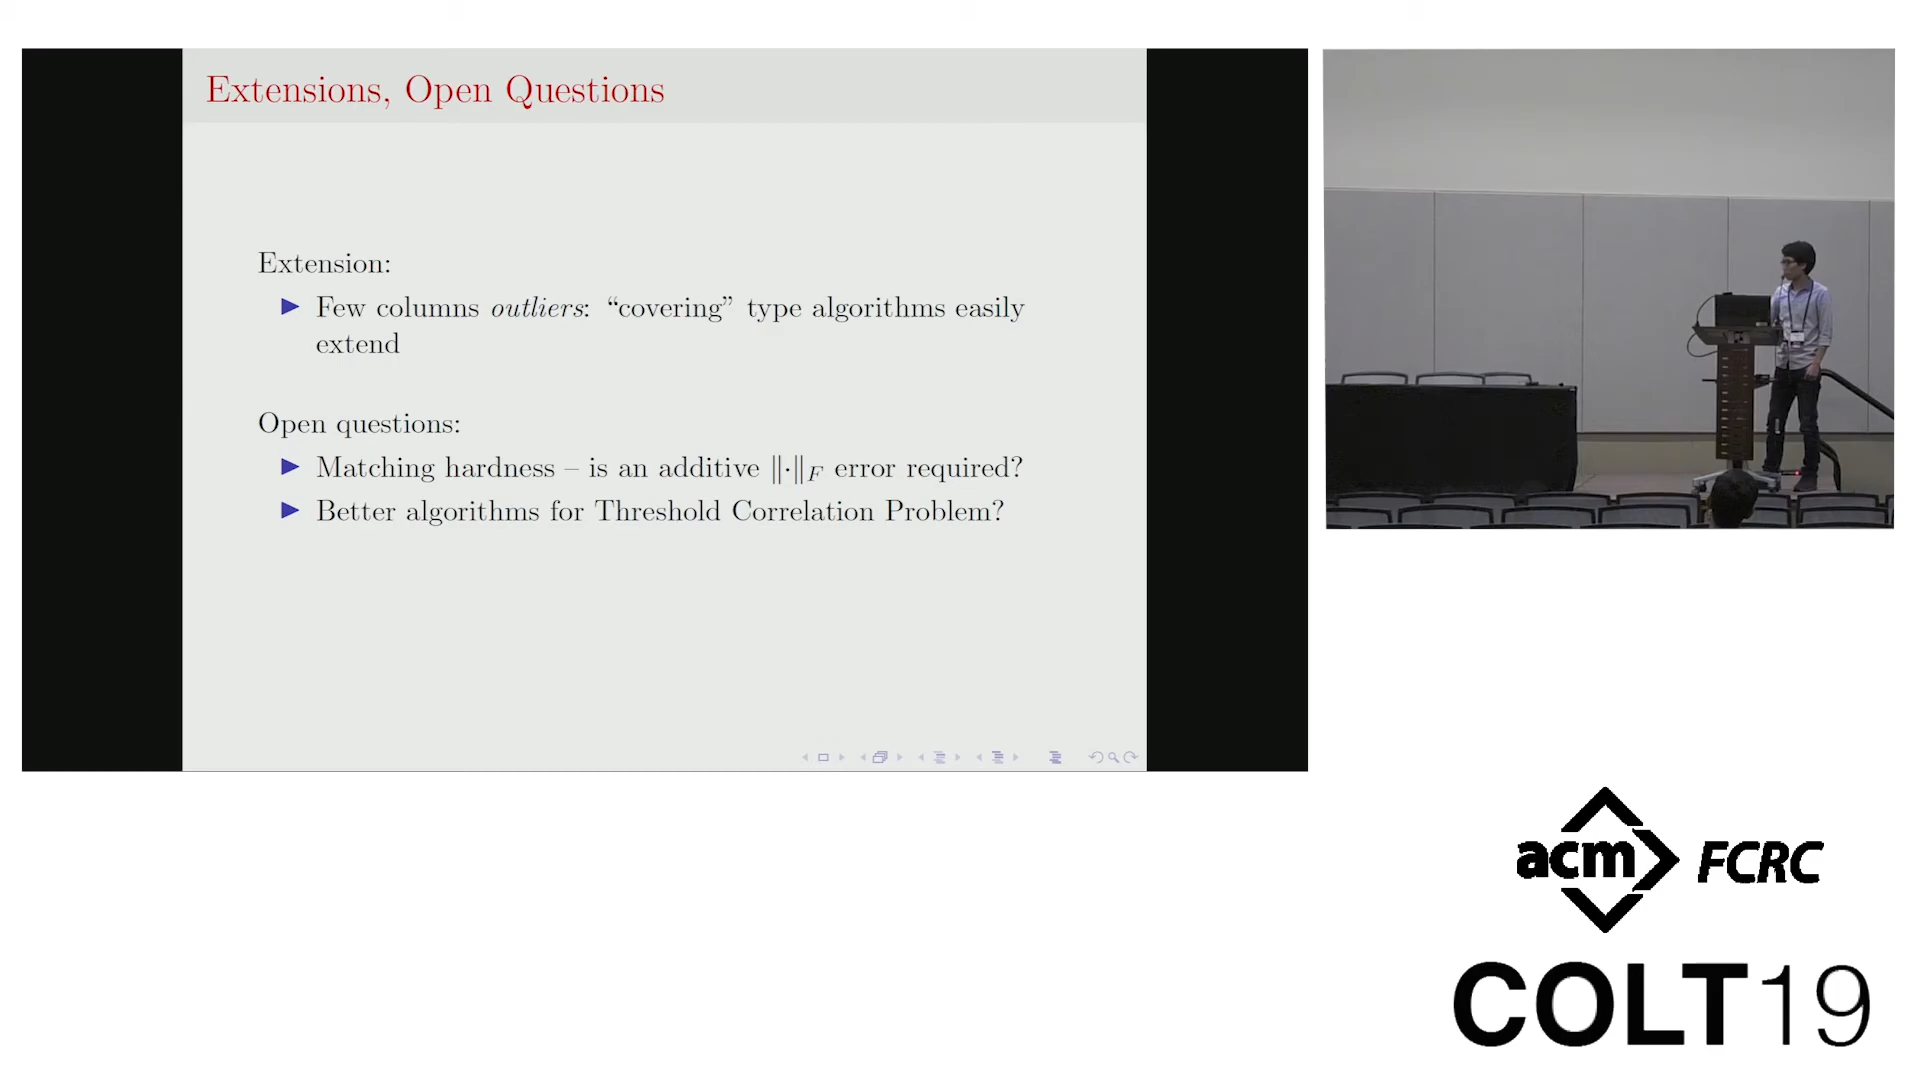 Extensions, Open Questions
Extension:
▶ Few columns outliers: “covering” type algorithms easily
extend
Open questions:
▶ Matching hardness – is an additive ‖·‖_F error required?
▶ Better algorithms for Threshold Correlation Problem?
acm FCRC
COLT19